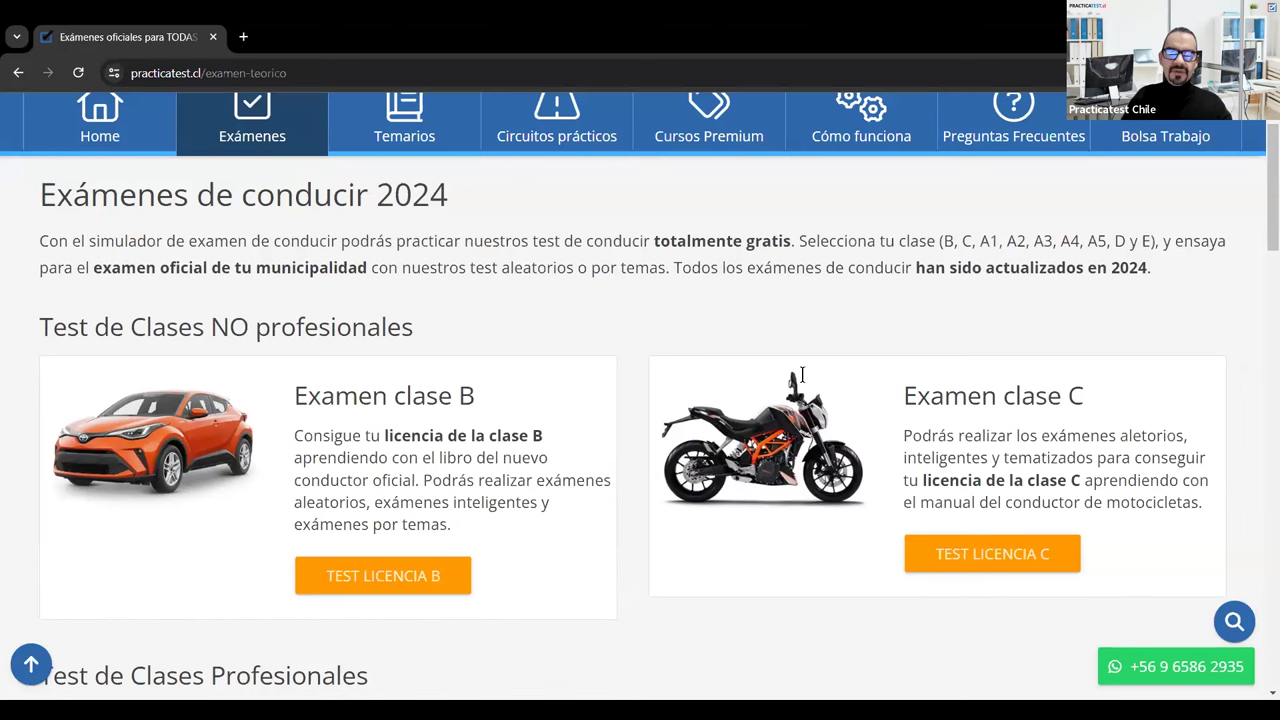 PRACTICATEST.cl
Exámenes oficiales para TODAS
practicatest.cl/examen-teorico
Practicatest Chile
Home
Exámenes
Temarios
Circuitos prácticos
Cursos Premium
Cómo funciona
Preguntas Frecuentes
Bolsa Trabajo
Exámenes de conducir 2024
Con el simulador de examen de conducir podrás practicar nuestros test de conducir totalmente gratis. Selecciona tu clase (B, C, A1, A2, A3, A4, A5, D y E), y ensaya
para el examen oficial de tu municipalidad con nuestros test aleatorios o por temas. Todos los exámenes de conducir han sido actualizados en 2024.
Test de Clases NO profesionales
Examen clase B
Consigue tu licencia de la clase B
aprendiendo con el libro del nuevo
conductor oficial. Podrás realizar exámenes
aleatorios, exámenes inteligentes y
exámenes por temas.
TEST LICENCIA B
Examen clase C
Podrás realizar los exámenes aletorios,
inteligentes y tematizados para conseguir
tu licencia de la clase C aprendiendo con
el manual del conductor de motocicletas.
TEST LICENCIA C
Test de Clases Profesionales
+56 9 6586 2935